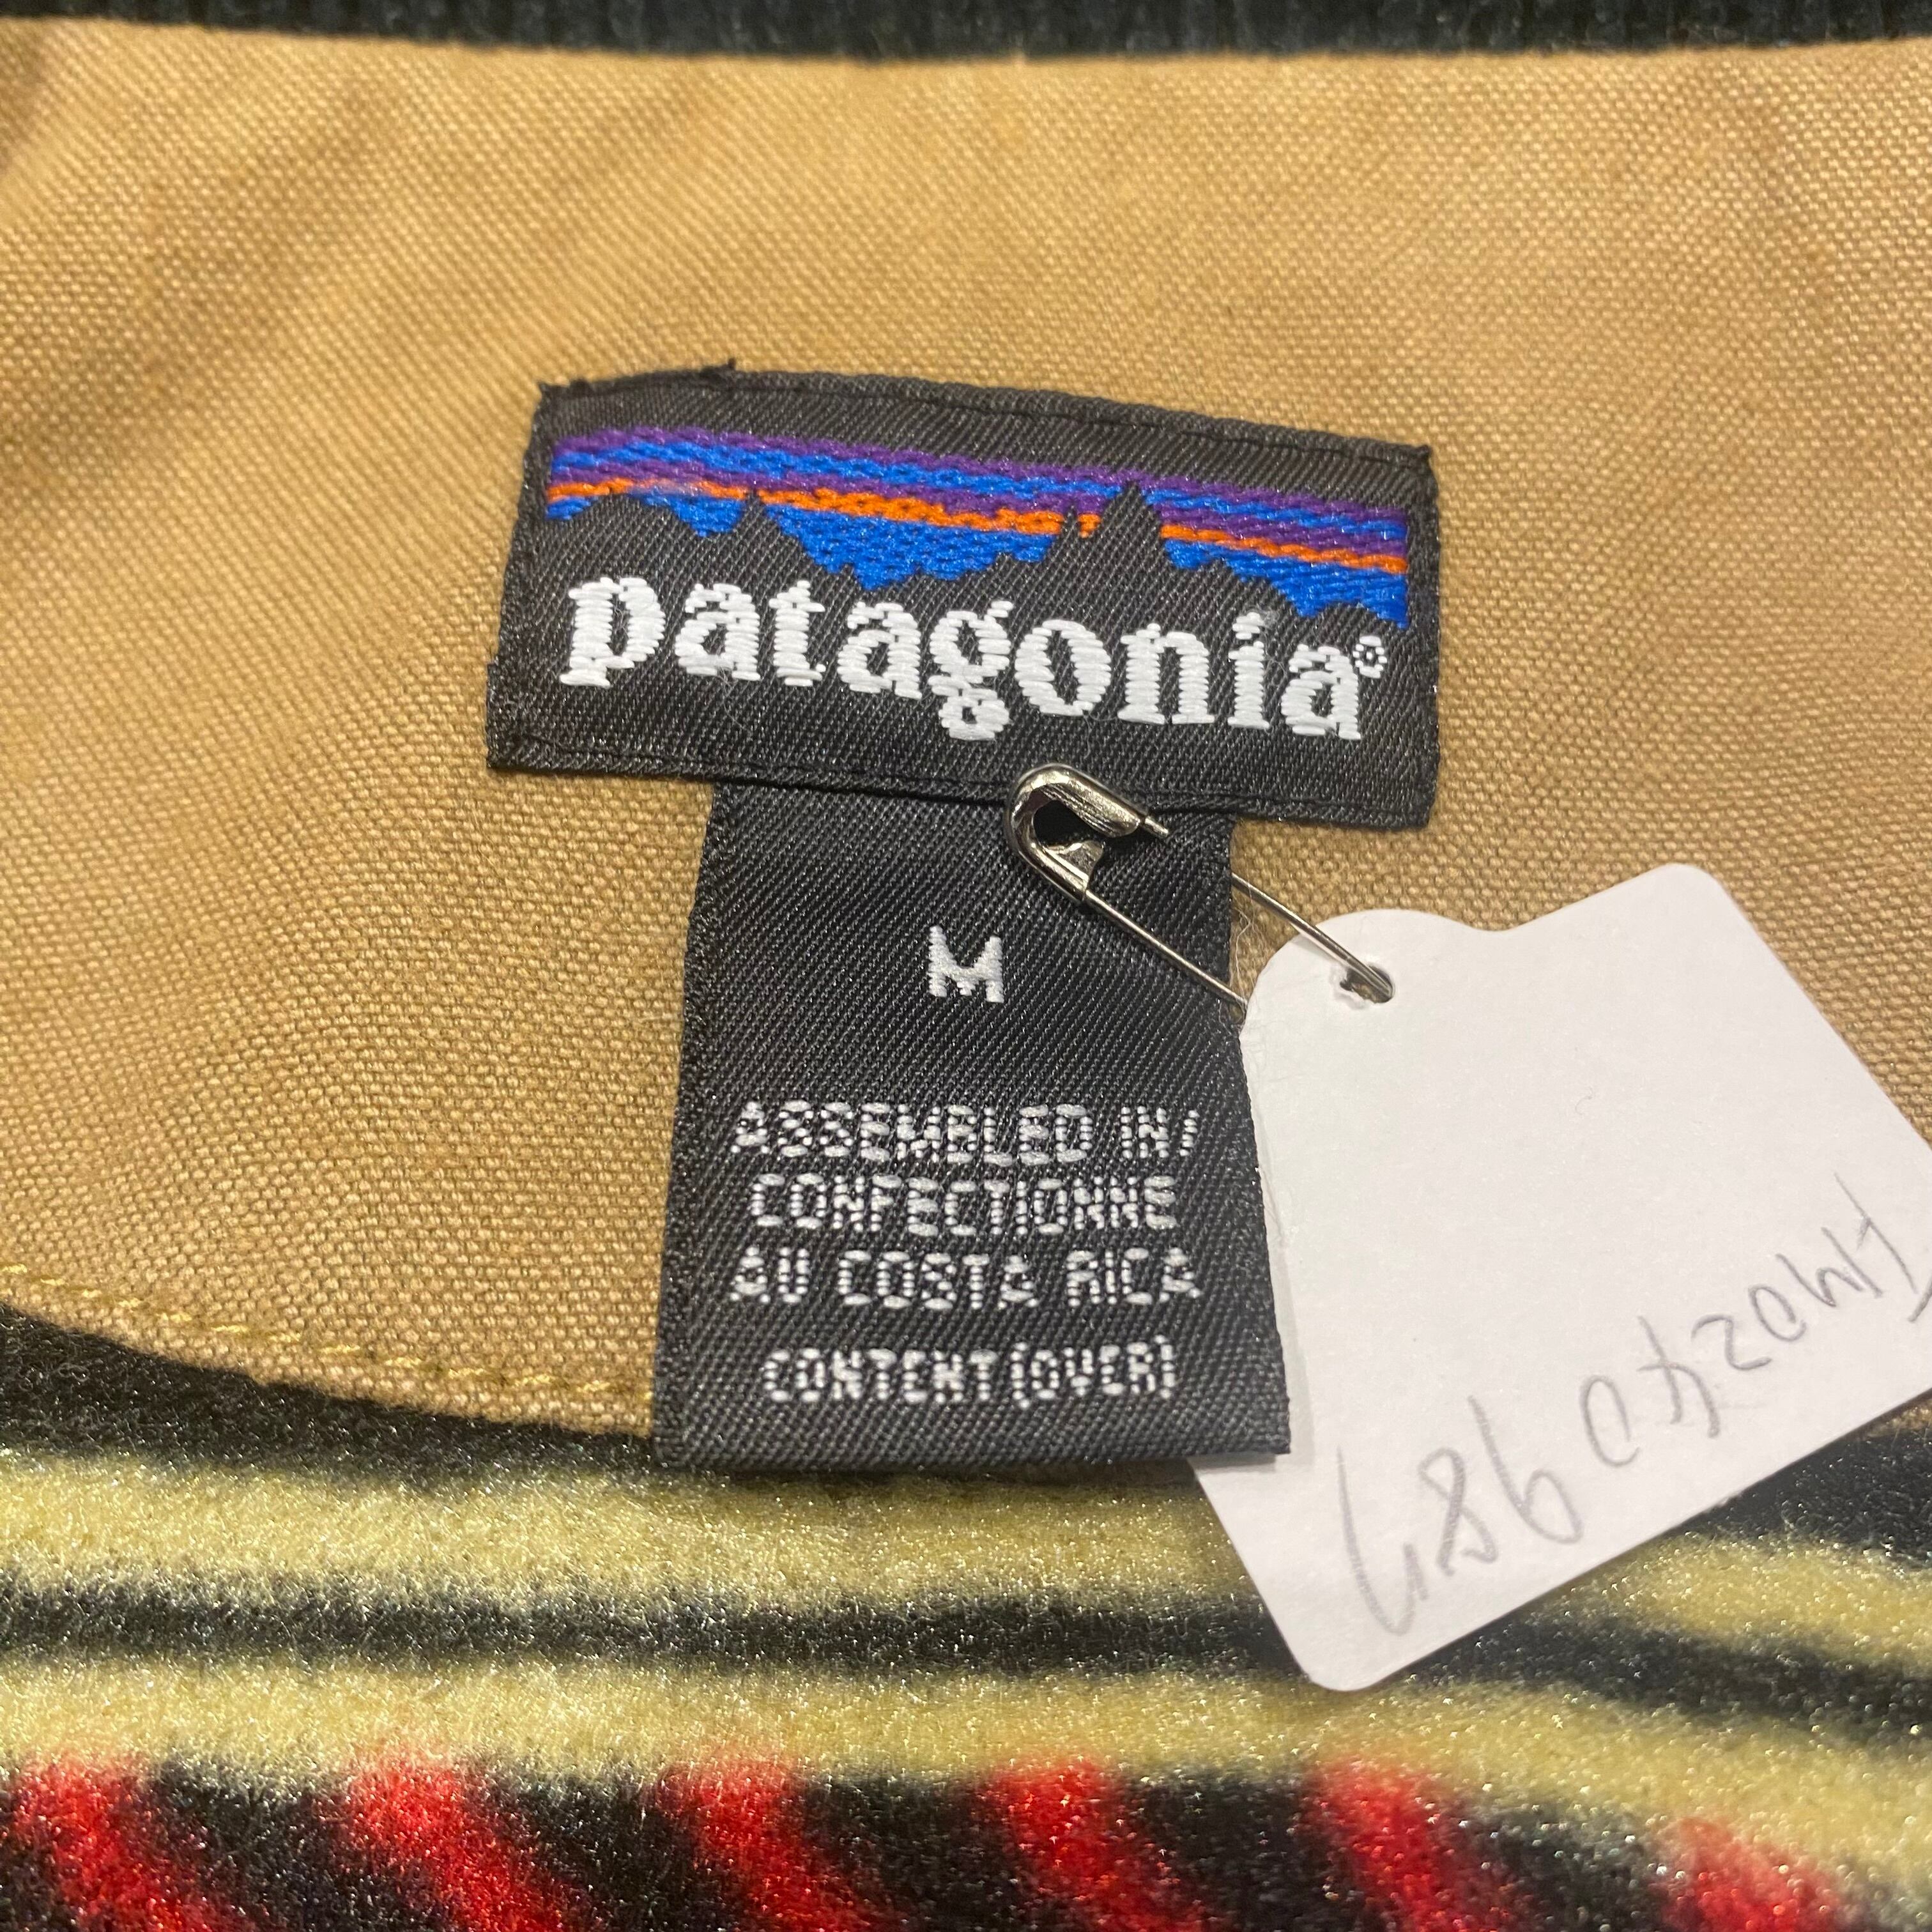 patagonia®
M
ASSEMBLED IN/
CONFECTIONNE
AU COSTA RICA
CONTENT (OVER)